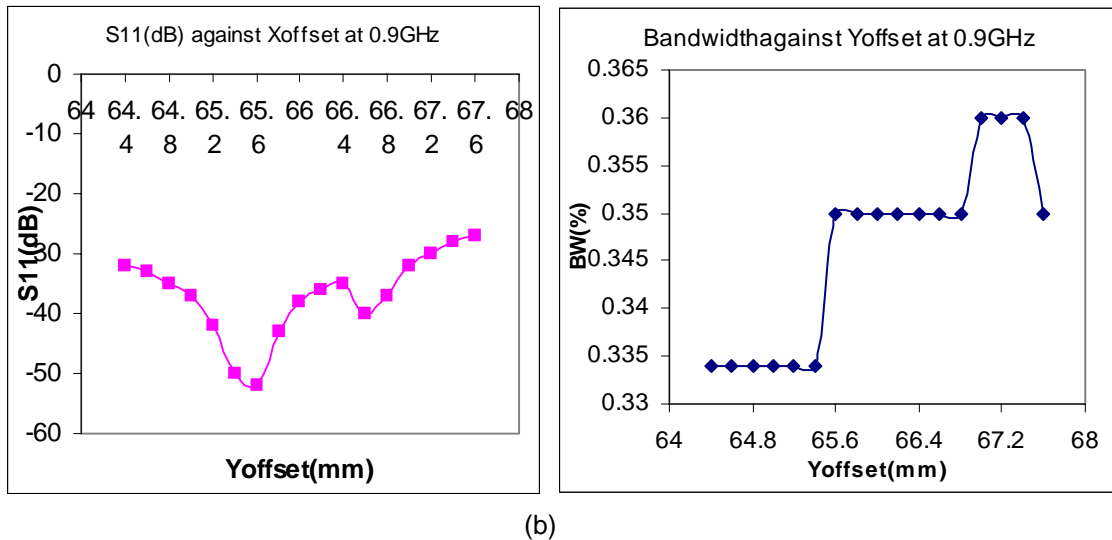 S11(dB) against Xoffset at 0.9GHz
0
-10
-20
-30
-40
-50
-60
64 64. 64. 65. 65. 66 66. 66. 67. 67. 68
4 8 2 6 4 8 2 6
S11(dB)
Yoffset(mm)
Bandwidthagainst Yoffset at 0.9GHz
0.365
0.36
0.355
0.35
0.345
0.34
0.335
0.33
BW(%)
64 64.8 65.6 66.4 67.2 68
Yoffset(mm)
(b)